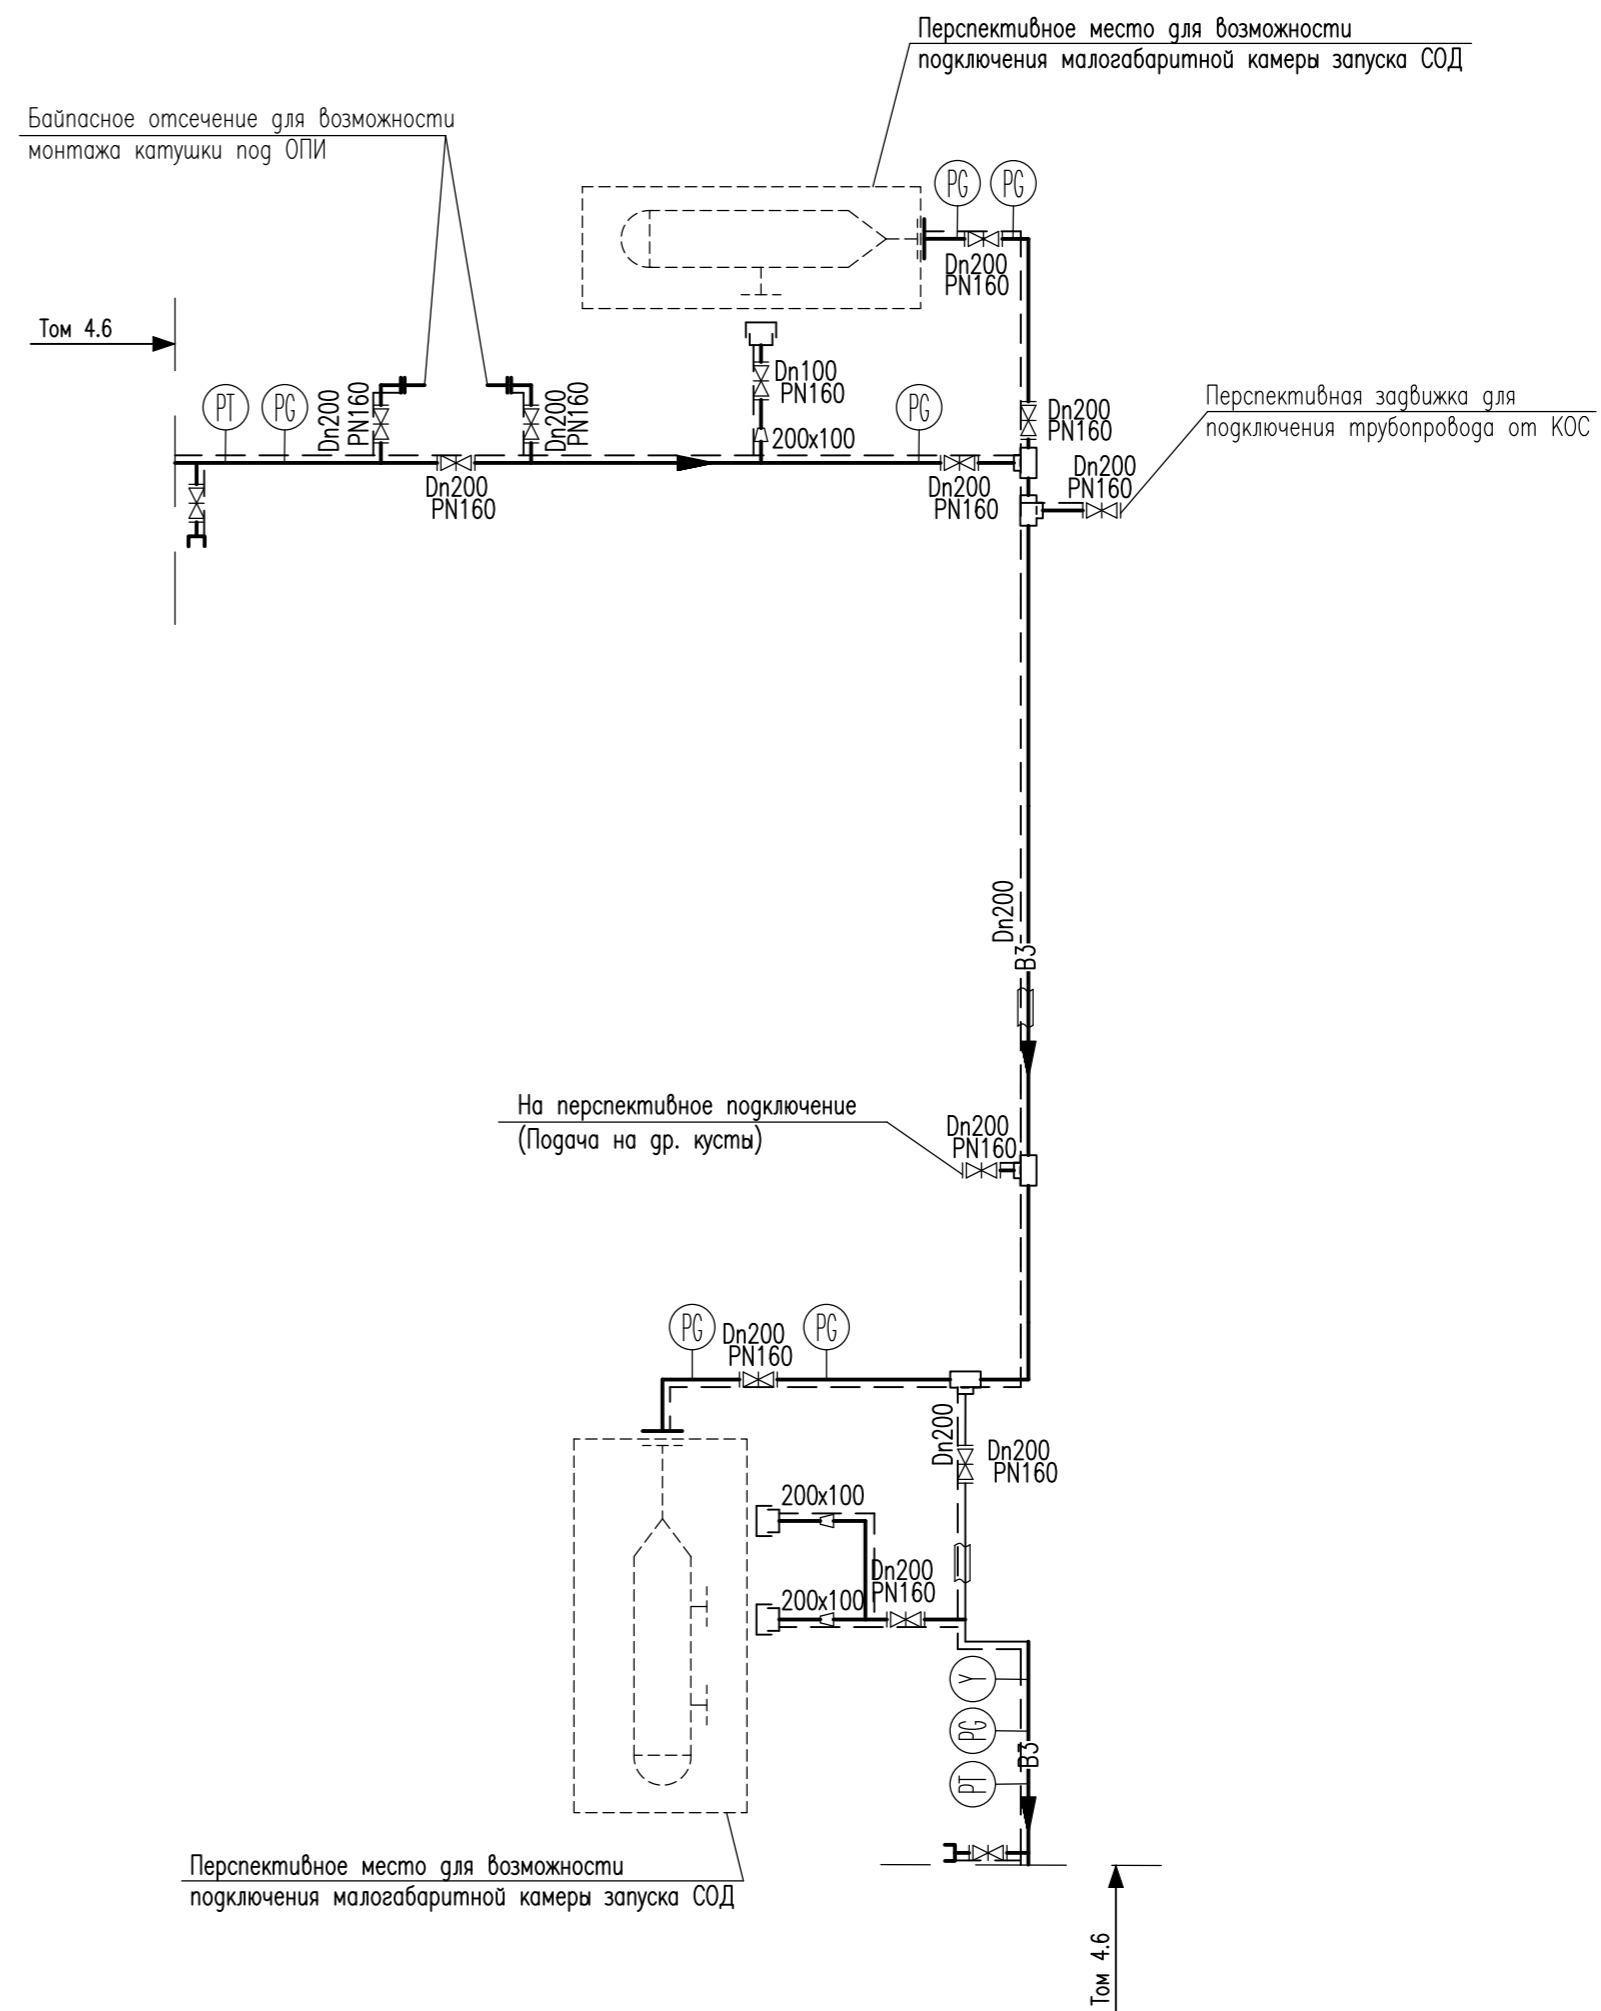 Перспективное место для возможности
подключения малогабаритной камеры запуска СОД
Байпасное отсечение для возможности
монтажа катушки под ОПИ
PG
PG
Dn200
PN160
Том 4.6
PT
PG
Dn200
PN160
Dn200
PN160
Dn100
PN160
200x100
PG
Dn200
PN160
Перспективная задвижка для
подключения трубопровода от КОС
Dn200
PN160
Dn200
PN160
Dn200
PN160
Dn200
В3
На перспективное подключение
(Подача на др. кусты)
Dn200
PN160
PG
Dn200
PN160
PG
Dn200
Dn200
PN160
200x100
Dn200
PN160
200x100
Y
PG
В3
PT
Перспективное место для возможности
подключения малогабаритной камеры запуска СОД
Том 4.6